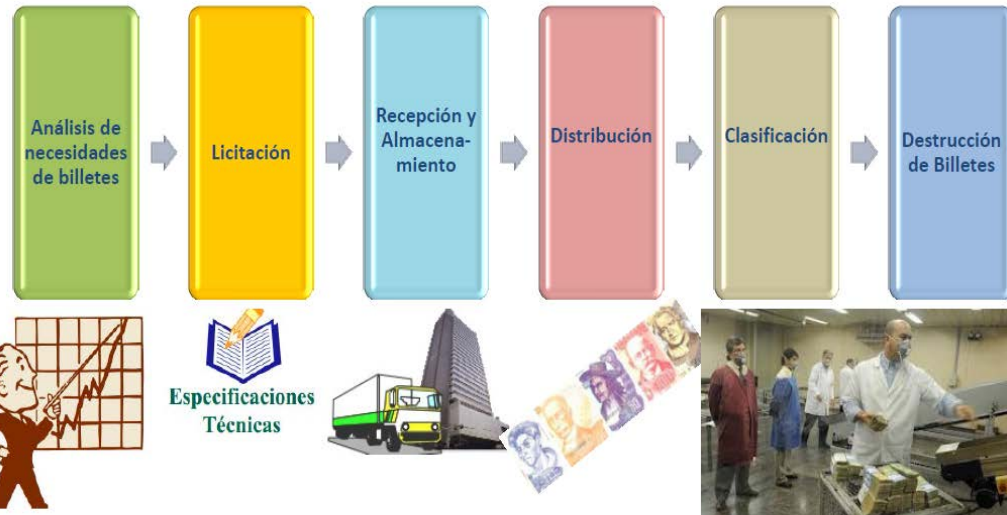 Análisis de
necesidades
de billetes
Licitación
Recepción y
Almacena-
miento
Distribución
Clasificación
Destrucción
de Billetes
Especificaciones
Técnicas